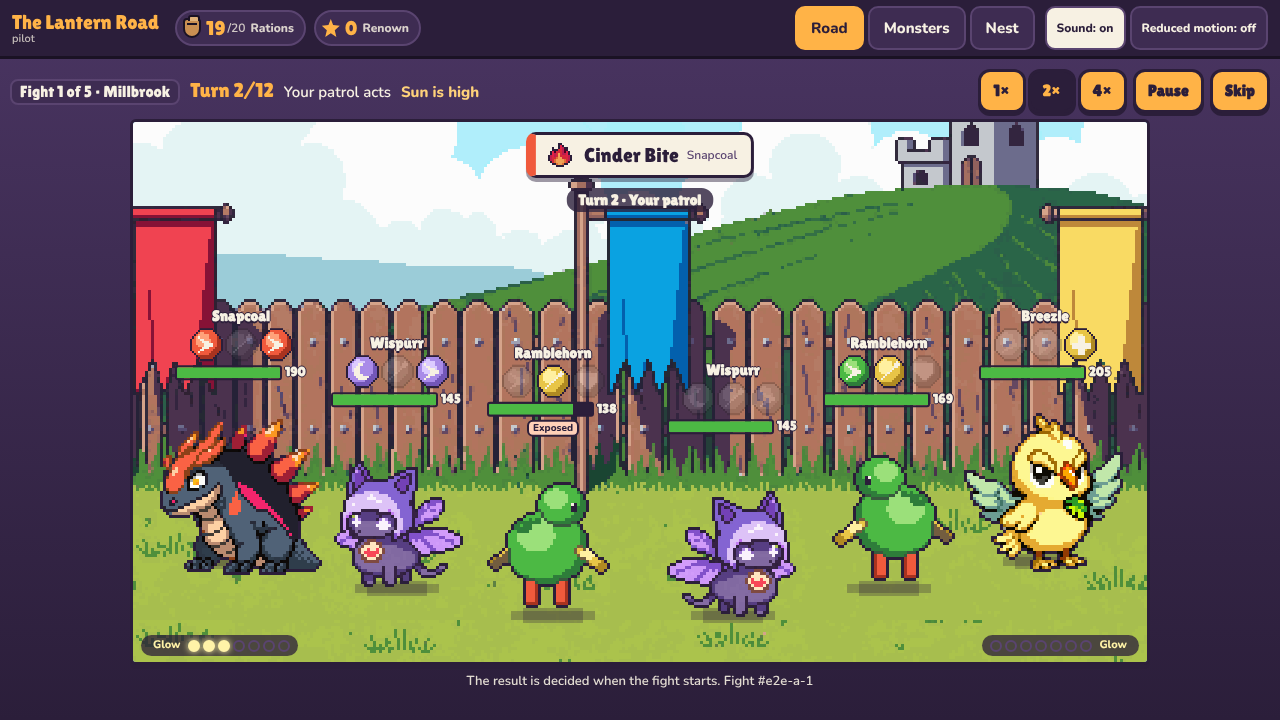 The Lantern Road
pilot
19/20 Rations
0 Renown
Road
Monsters
Nest
Sound: on
Reduced motion: off
Fight 1 of 5 · Millbrook
Turn 2/12
Your patrol acts
Sun is high
1×
2×
4×
Pause
Skip
Cinder Bite Snapcoal
Turn 2 · Your patrol
Snapcoal
190
Wispurr
145
Ramblehorn
138
Exposed
Wispurr
145
Ramblehorn
169
Breezle
205
Glow
Glow
The result is decided when the fight starts. Fight #e2e-a-1